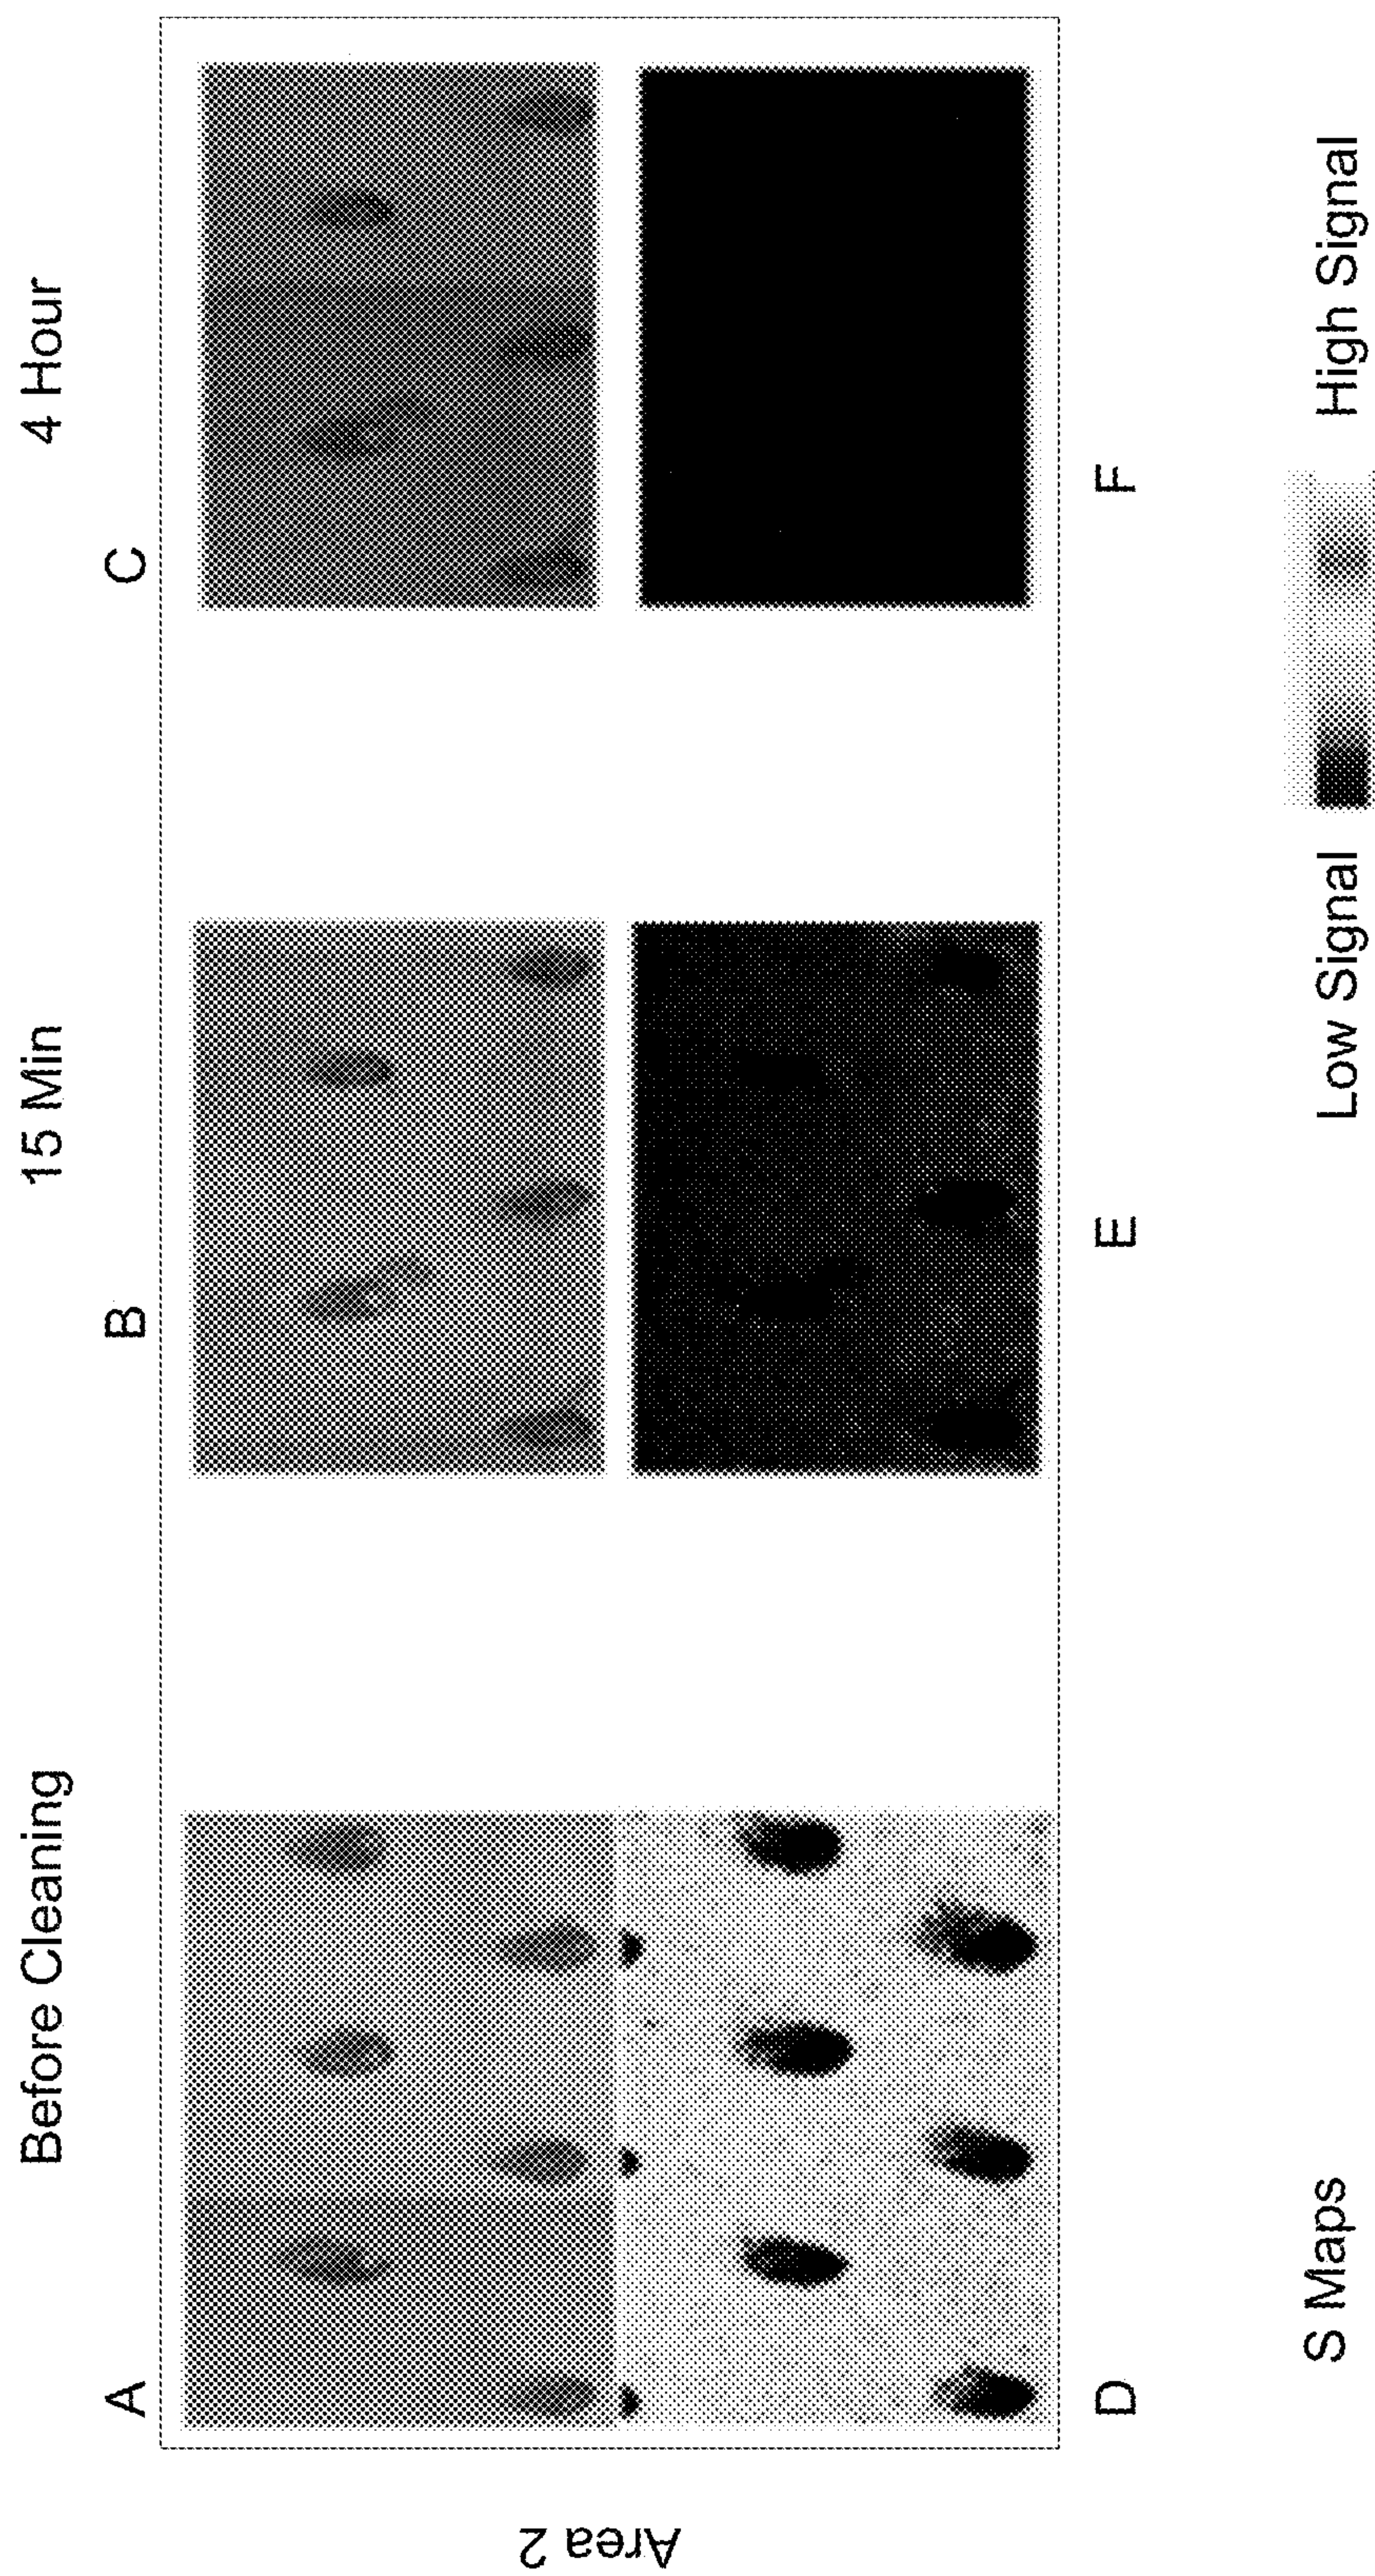 Before Cleaning
15 Min
4 Hour
A
B
C
Area 2
D
E
F
S Maps
Low Signal
High Signal